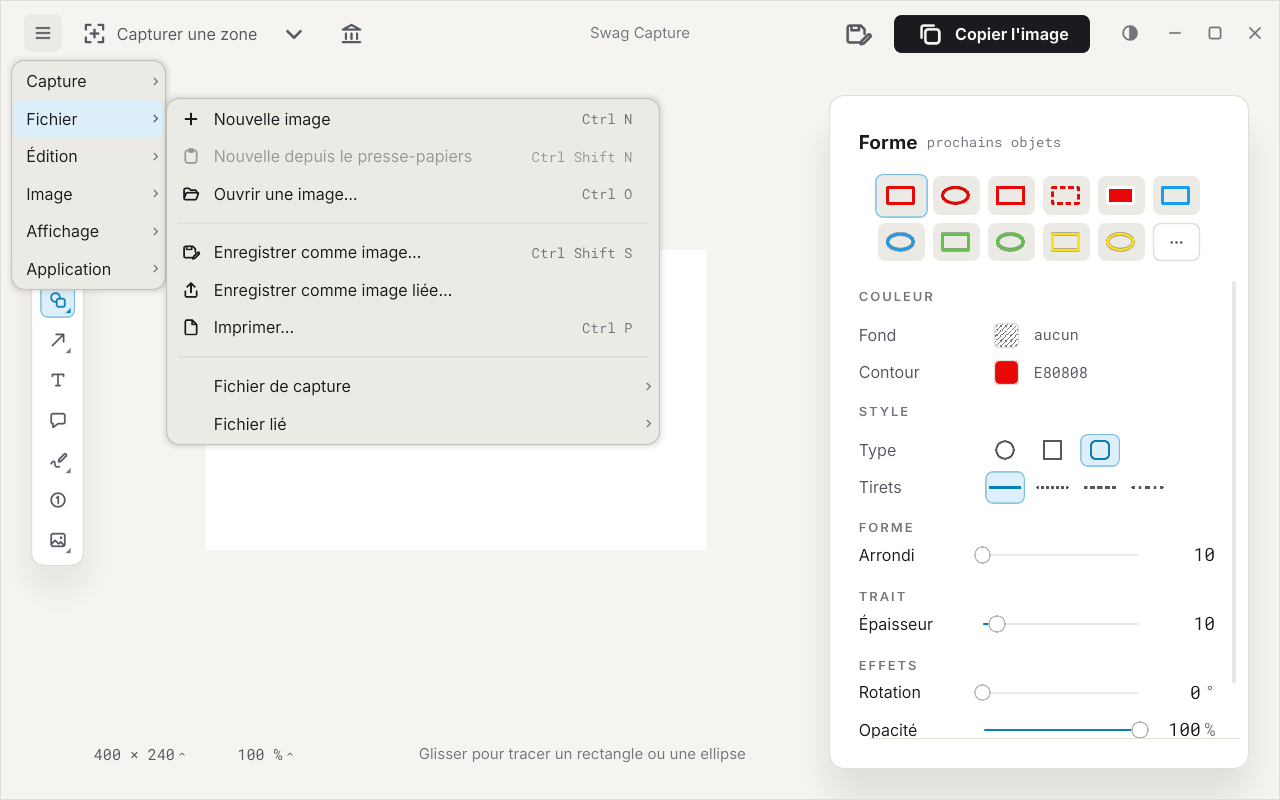 Capturer une zone
Swag Capture
Copier l'image
Capture
Fichier
Édition
Image
Affichage
Application
Nouvelle image Ctrl N
Nouvelle depuis le presse-papiers Ctrl Shift N
Ouvrir une image... Ctrl O
Enregistrer comme image... Ctrl Shift S
Enregistrer comme image liée...
Imprimer... Ctrl P
Fichier de capture
Fichier lié
Forme prochains objets
COULEUR
Fond aucun
Contour E80808
STYLE
Type
Tirets
FORME
Arrondi 10
TRAIT
Épaisseur 10
EFFETS
Rotation 0 °
Opacité 100 %
400 × 240
100 %
Glisser pour tracer un rectangle ou une ellipse